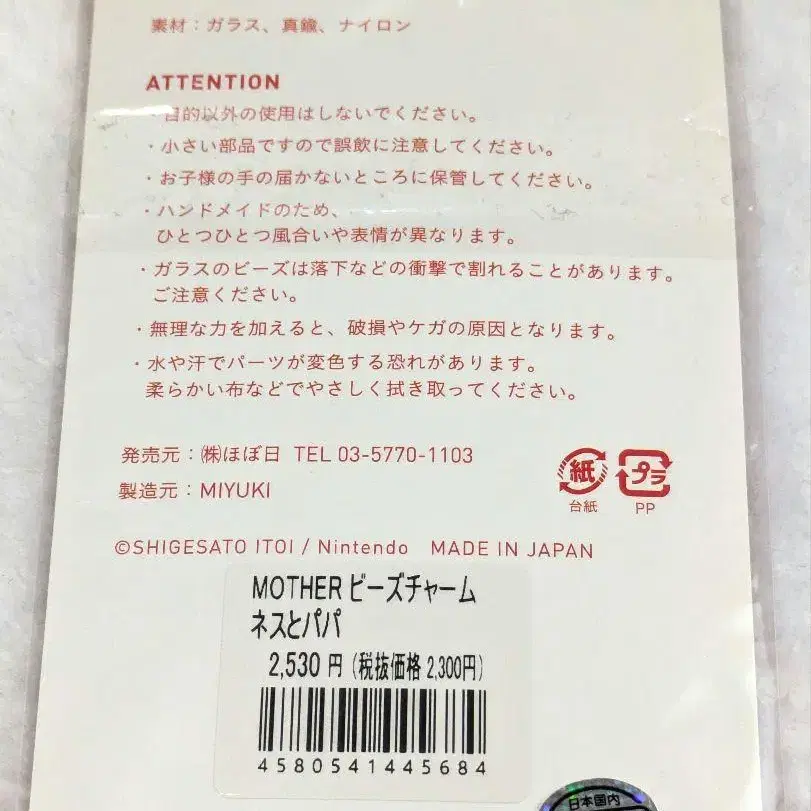 素材：ガラス、真鍮、ナイロン
ATTENTION
・目的以外の使用はしないでください。
・小さい部品ですので誤飲に注意してください。
・お子様の手の届かないところに保管してください。
・ハンドメイドのため、
ひとつひとつ風合いや表情が異なります。
・ガラスのビーズは落下などの衝撃で割れることがあります。
ご注意ください。
・無理な力を加えると、破損やケガの原因となります。
・水や汗でパーツが変色する恐れがあります。
柔らかい布などでやさしく拭き取ってください。
発売元：㈱ほぼ日 TEL 03-5770-1103
製造元：MIYUKI
紙 プラ
台紙 PP
©SHIGESATO ITOI / Nintendo MADE IN JAPAN
MOTHER ビーズチャーム
ネスとパパ
2,530 円 (税抜価格 2,300円)
4580541445684
日本国内